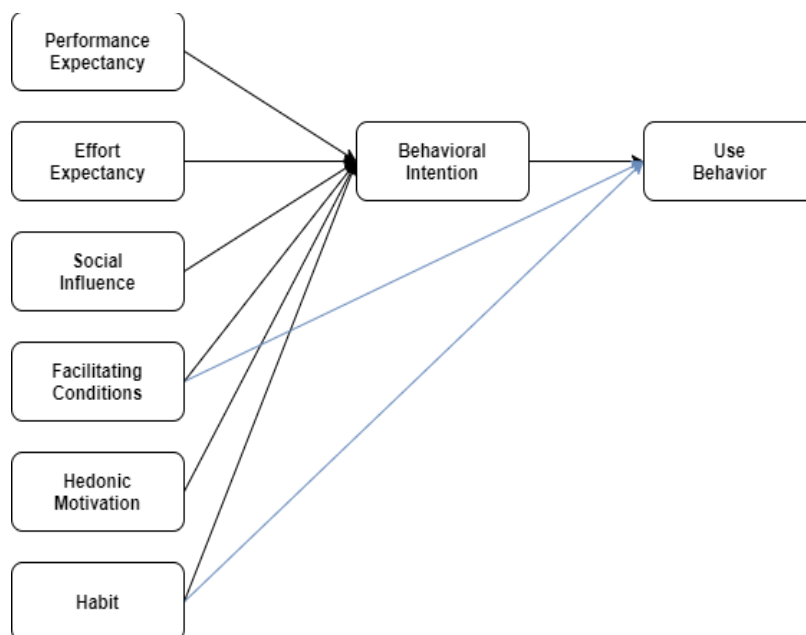 Performance
Expectancy
Effort
Expectancy
Behavioral
Intention
Use
Behavior
Social
Influence
Facilitating
Conditions
Hedonic
Motivation
Habit